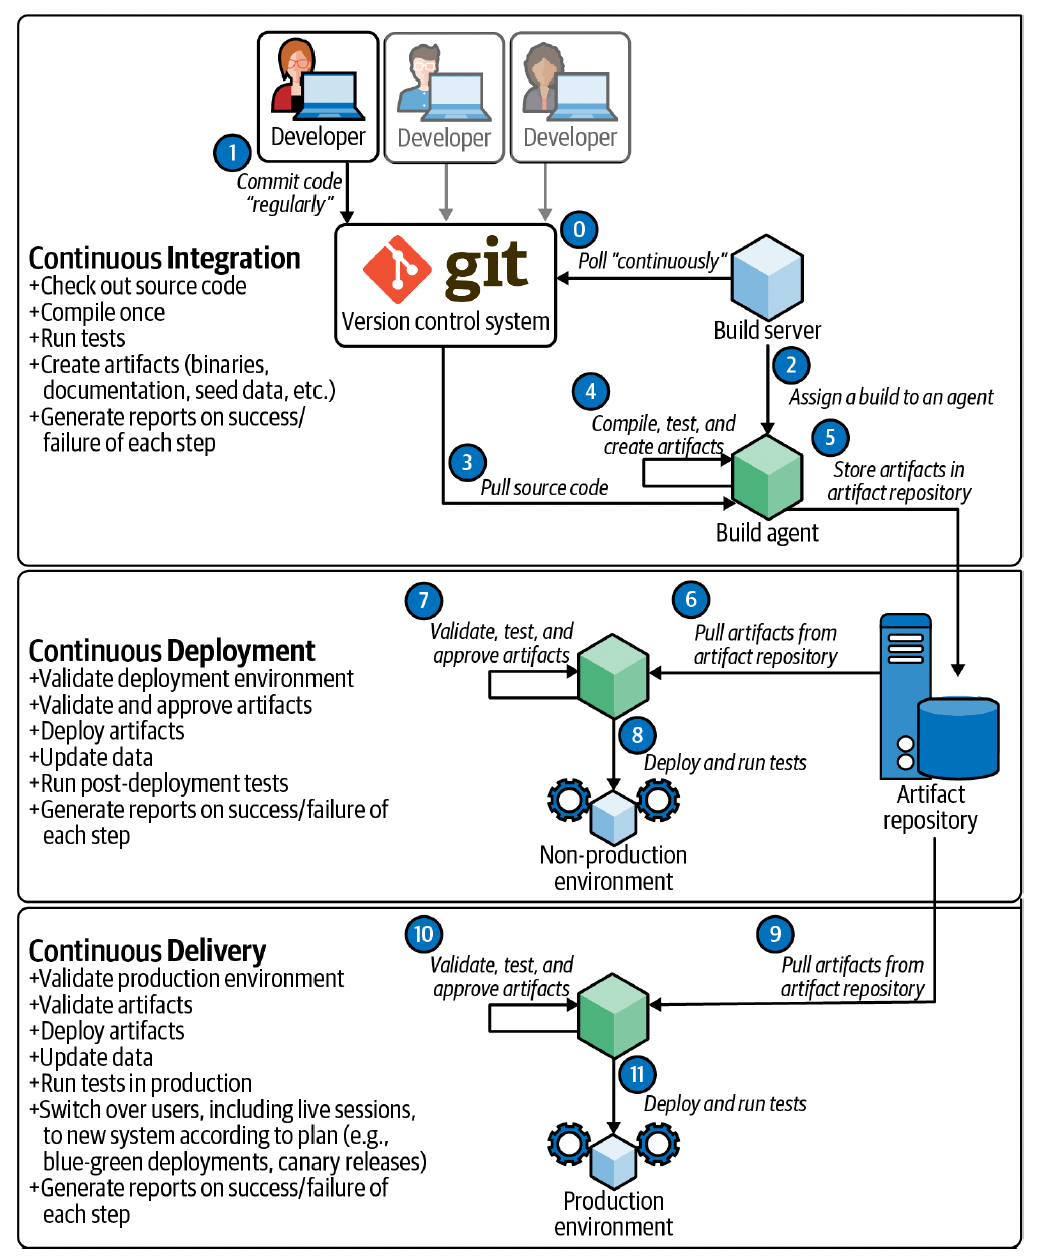 Developer
Developer
Developer
1
Commit code
"regularly"
0
Poll "continuously"
git
Version control system
Build server
Continuous Integration
+Check out source code
+Compile once
+Run tests
+Create artifacts (binaries,
documentation, seed data, etc.)
+Generate reports on success/
failure of each step
2
Assign a build to an agent
4
Compile, test, and
create artifacts
3
Pull source code
5
Store artifacts in
artifact repository
Build agent
Continuous Deployment
+Validate deployment environment
+Validate and approve artifacts
+Deploy artifacts
+Update data
+Run post-deployment tests
+Generate reports on success/failure of
each step
7
Validate, test, and
approve artifacts
6
Pull artifacts from
artifact repository
8
Deploy and run tests
Non-production
environment
Artifact
repository
Continuous Delivery
+Validate production environment
+Validate artifacts
+Deploy artifacts
+Update data
+Run tests in production
+Switch over users, including live sessions,
to new system according to plan (e.g.,
blue-green deployments, canary releases)
+Generate reports on success/failure of
each step
10
Validate, test, and
approve artifacts
9
Pull artifacts from
artifact repository
11
Deploy and run tests
Production
environment